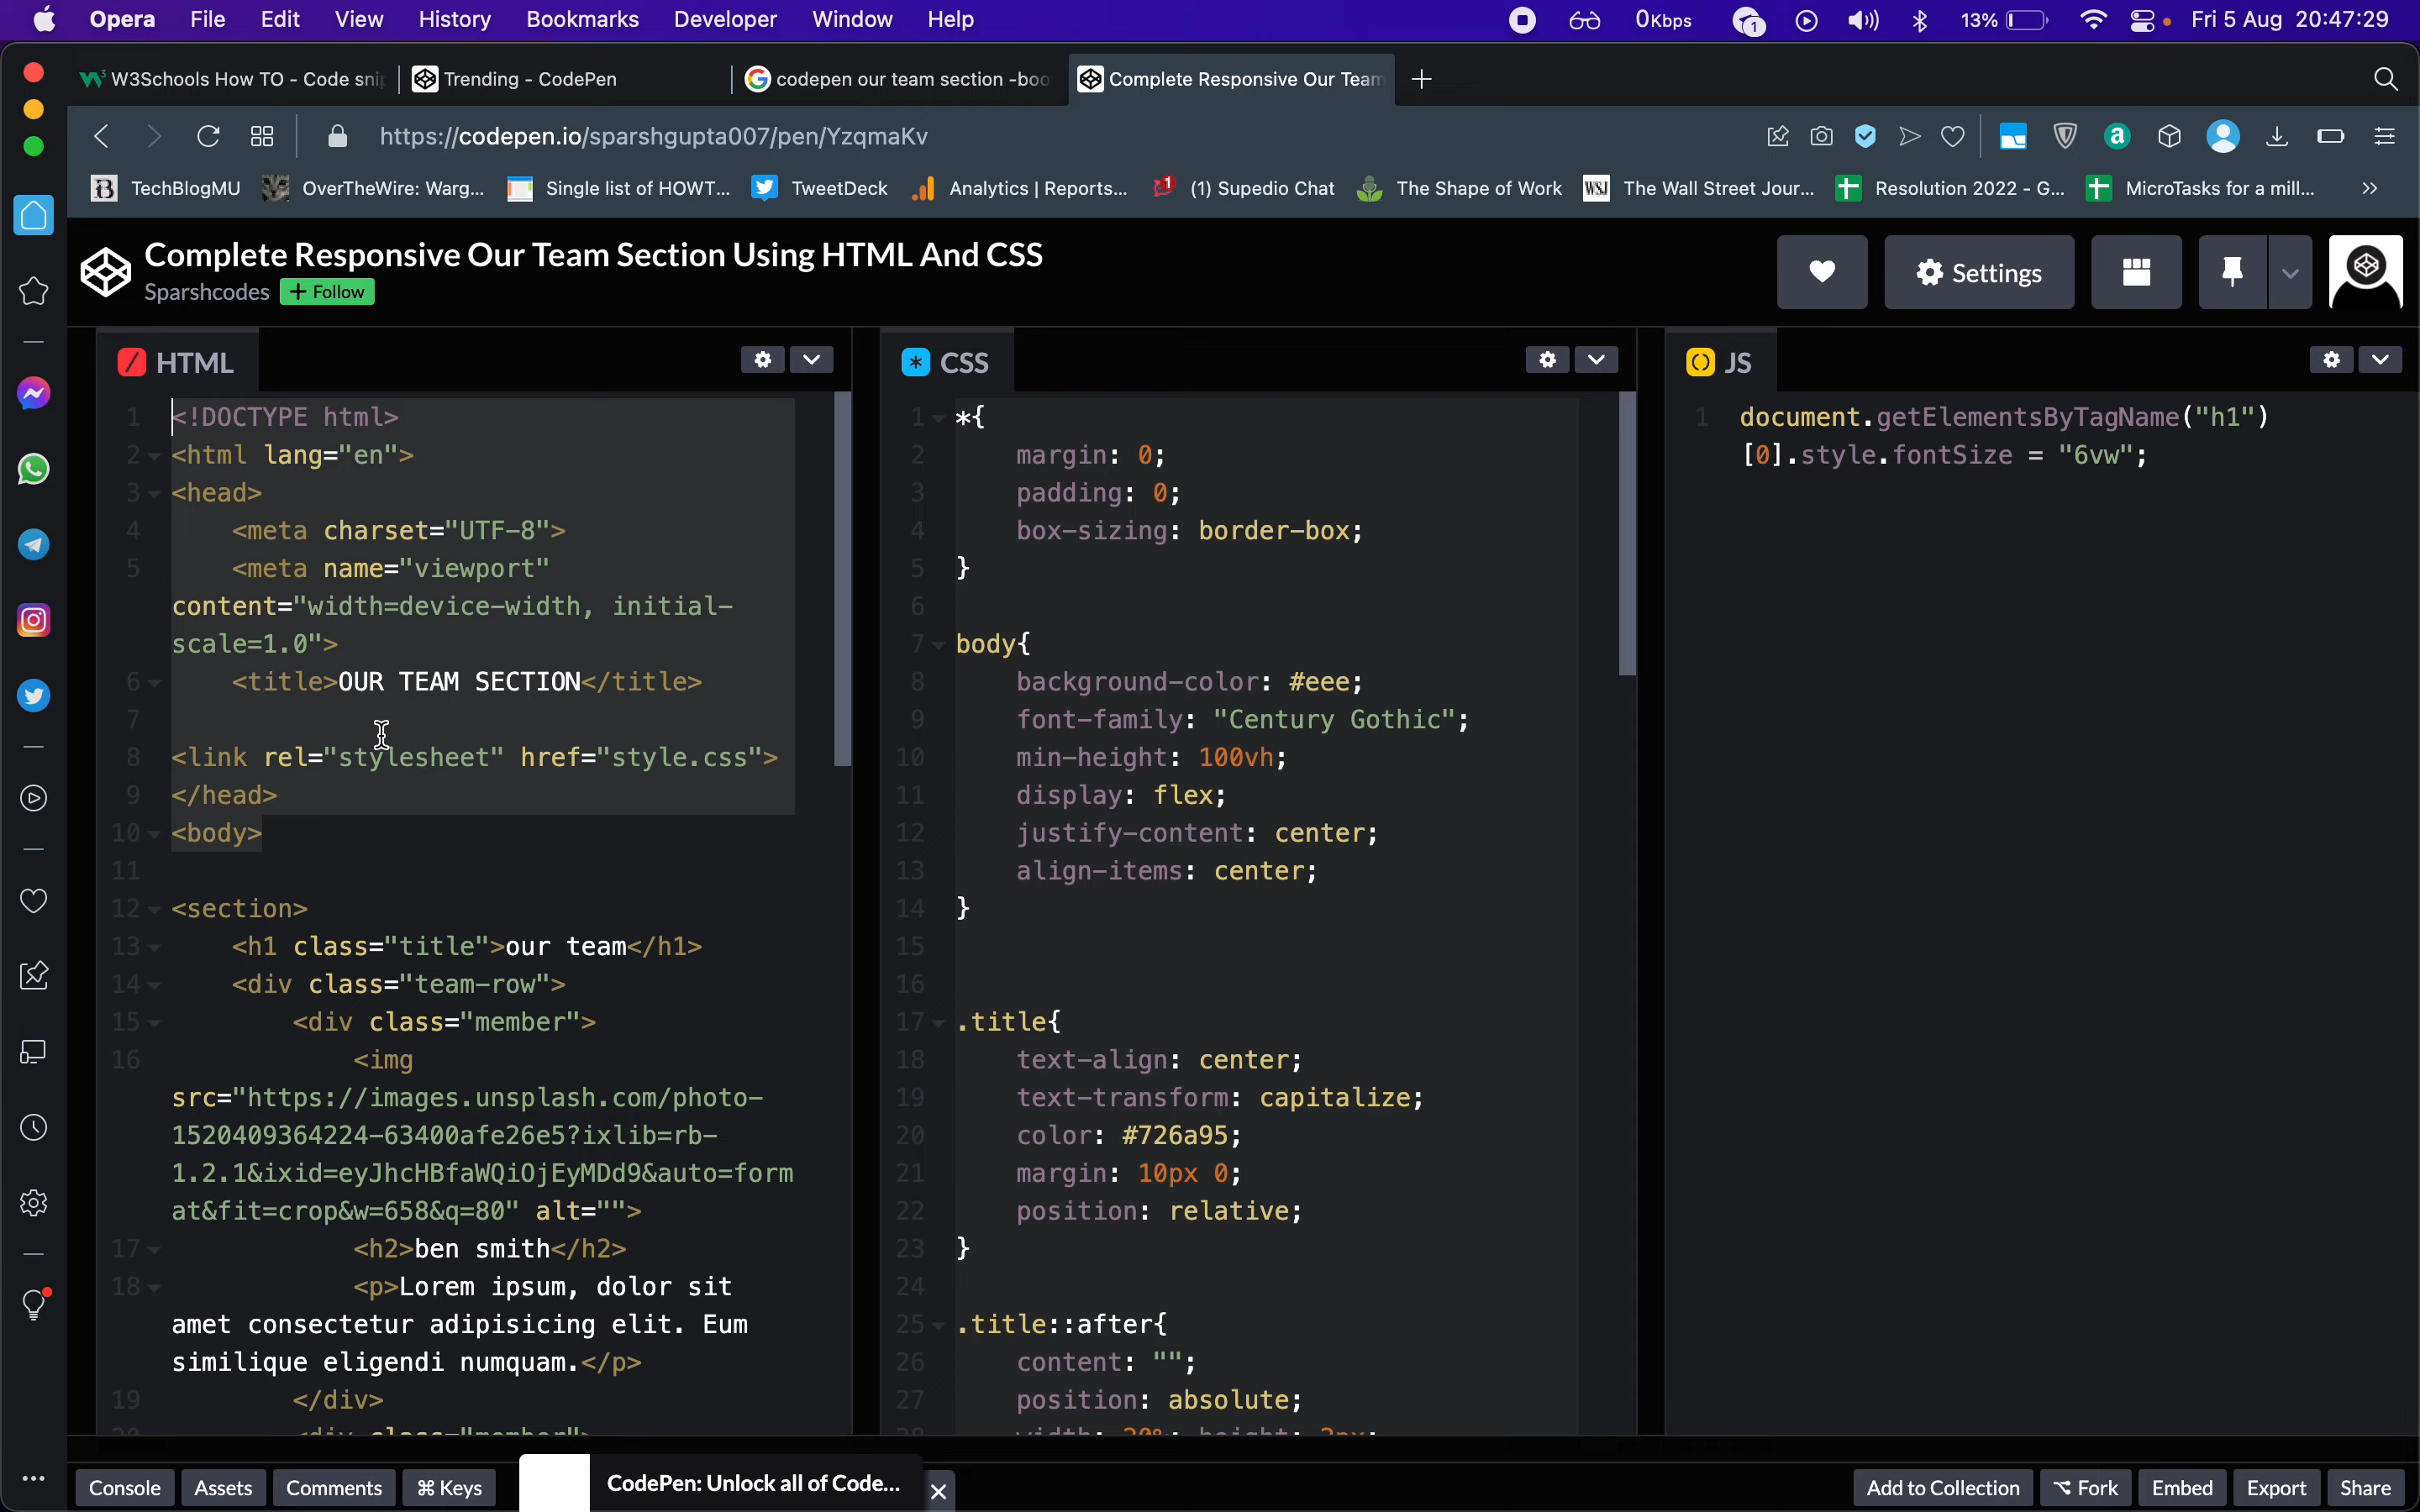 Opera File Edit View History Bookmarks Developer Window Help 0Kbps 1 13% Fri 5 Aug 20:47:29
W3Schools How TO - Code snip Trending - CodePen codepen our team section -boo Complete Responsive Our Team
https://codepen.io/sparshgupta007/pen/YzqmaKv
TechBlogMU OverTheWire: Warg... Single list of HOWT... TweetDeck Analytics | Reports... (1) Supedio Chat The Shape of Work WSJ The Wall Street Jour... Resolution 2022 - G... MicroTasks for a mill...
Complete Responsive Our Team Section Using HTML And CSS
Sparshcodes + Follow
Settings
HTML
1 <!DOCTYPE html>
2 <html lang="en">
3 <head>
4 <meta charset="UTF-8">
5 <meta name="viewport"
content="width=device-width, initial-
scale=1.0">
6 <title>OUR TEAM SECTION</title>
7
8 <link rel="stylesheet" href="style.css">
9 </head>
10 <body>
11
12 <section>
13 <h1 class="title">our team</h1>
14 <div class="team-row">
15 <div class="member">
16 <img
src="https://images.unsplash.com/photo-
1520409364224-63400afe26e5?ixlib=rb-
1.2.1&ixid=eyJhcHBfaWQiOjEyMDd9&auto=form
at&fit=crop&w=658&q=80" alt="">
17 <h2>ben smith</h2>
18 <p>Lorem ipsum, dolor sit
amet consectetur adipisicing elit. Eum
similique eligendi numquam.</p>
19 </div>
20 <div class="member">
CSS
1 *{
2 margin: 0;
3 padding: 0;
4 box-sizing: border-box;
5 }
6
7 body{
8 background-color: #eee;
9 font-family: "Century Gothic";
10 min-height: 100vh;
11 display: flex;
12 justify-content: center;
13 align-items: center;
14 }
15
16
17 .title{
18 text-align: center;
19 text-transform: capitalize;
20 color: #726a95;
21 margin: 10px 0;
22 position: relative;
23 }
24
25 .title::after{
26 content: "";
27 position: absolute;
28
JS
1 document.getElementsByTagName("h1")
[0].style.fontSize = "6vw";
Console Assets Comments ⌘ Keys CodePen: Unlock all of Code... Add to Collection Fork Embed Export Share